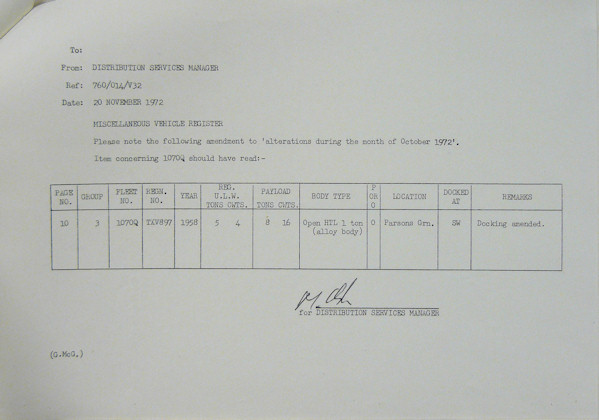 To:
From: DISTRIBUTION SERVICES MANAGER
Ref: 760/014/V32
Date: 20 NOVEMBER 1972
MISCELLANEOUS VEHICLE REGISTER
Please note the following amendment to 'alterations during the month of October 1972'.
Item concerning 1070Q should have read:-
PAGE NO. GROUP FLEET NO. REGN. NO. YEAR REG. U.L.W. TONS CWTS. PAYLOAD TONS CWTS. BODY TYPE P OR O LOCATION DOCKED AT REMARKS
10 3 1070Q 1958 5 4 8 16 Open HTL 1 ton (alloy body) O Parsons Grn. SW Docking amended.
for DISTRIBUTION SERVICES MANAGER
(G.McG.)